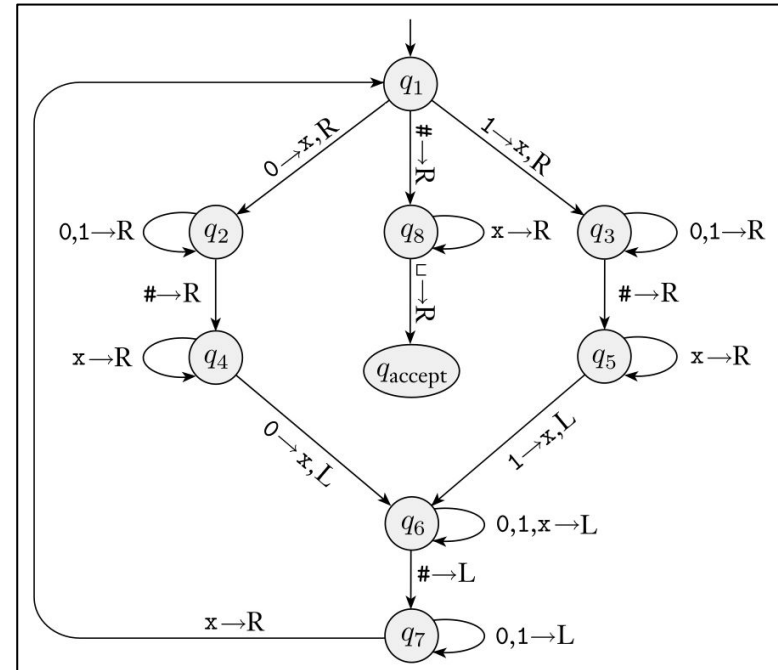 q₁
0→x,R
#→R
1→x,R
0,1→R
q₂
q₈
x→R
q₃
0,1→R
#→R
␣→R
#→R
x→R
q₄
q_accept
q₅
x→R
0→x,L
1→x,L
q₆
0,1,x→L
#→L
x→R
q₇
0,1→L